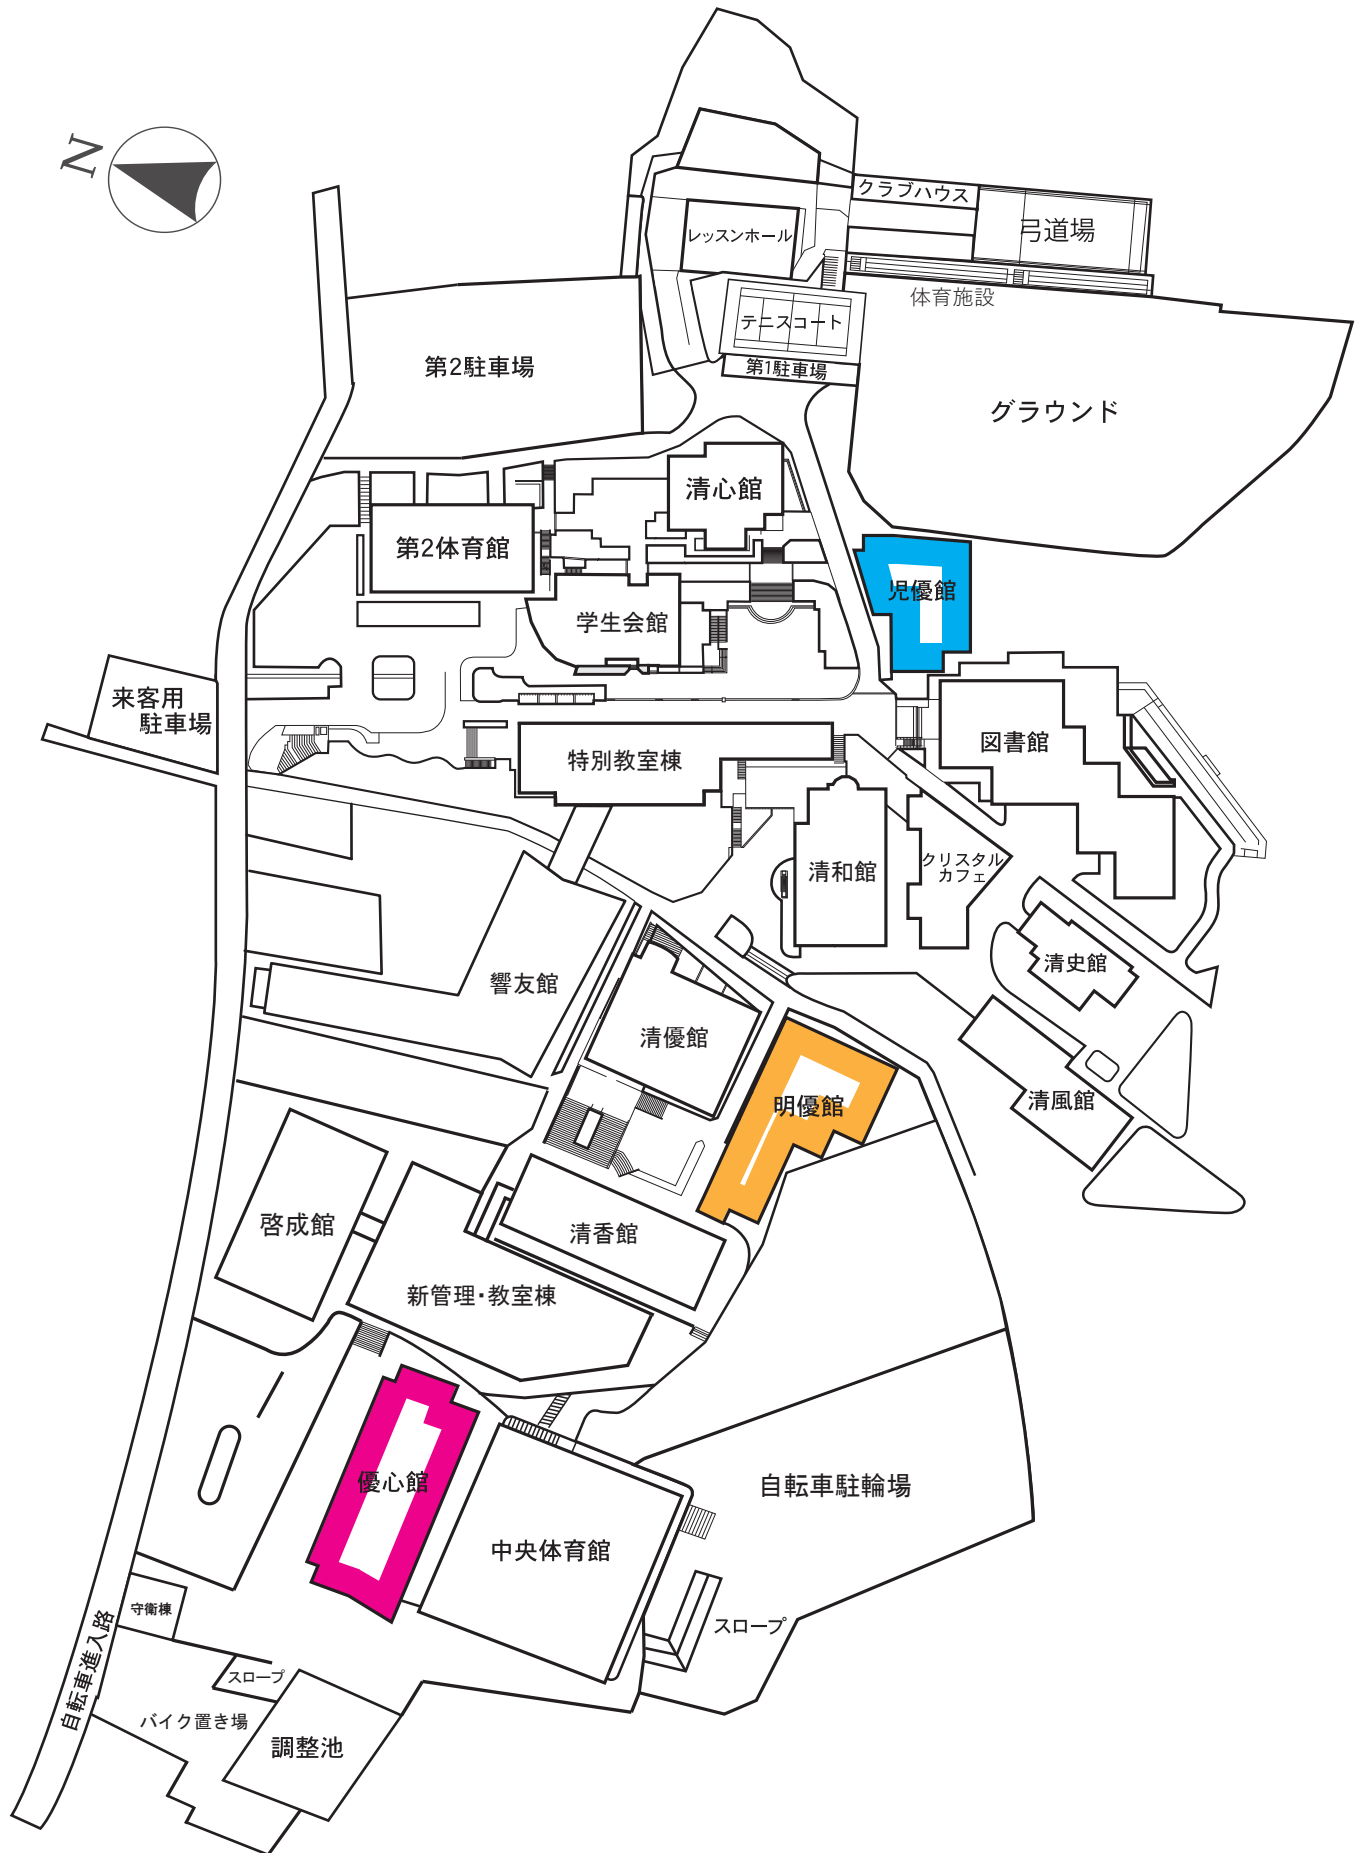 N
クラブハウス
弓道場
レッスンホール
体育施設
テニスコート
第1駐車場
第2駐車場
グラウンド
清心館
第2体育館
児優館
学生会館
来客用
駐車場
図書館
特別教室棟
清和館
クリスタル
カフェ
清史館
響友館
清優館
清風館
明優館
啓成館
清香館
新管理・教室棟
優心館
自転車駐輪場
中央体育館
守衛棟
スロープ
自転車進入路
スロープ
バイク置き場
調整池